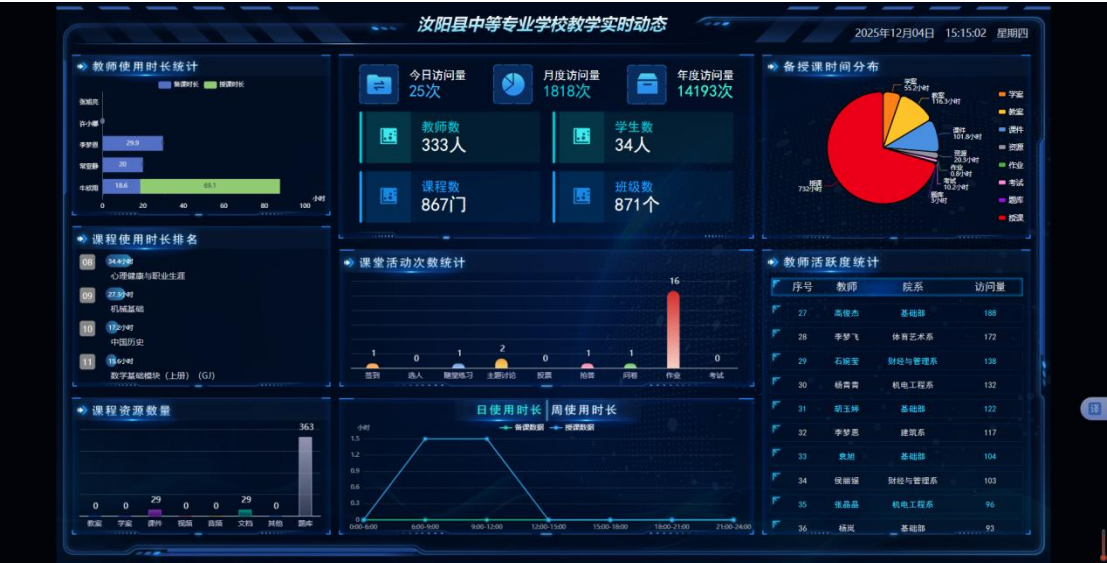 汝阳县中等专业学校教学实时动态
2025年12月04日 15:15:02 星期四
教师使用时长统计
备课时长 授课时长
张旭亮
许小娜
李梦恩 29.9
常亚静 20
18.6 69.1
0 20 40 60 80 100 小时
课程使用时长排名
08 34.4小时
心理健康与职业生涯
09 27.3小时
机械基础
10 17.2小时
中国历史
11 15.6小时
数学基础模块（上册）(GJ)
课程资源数量
0 0 29 0 0 29 0 363
教案 学案 课件 视频 音频 文档 其他 题库
今日访问量
25次
月度访问量
1818次
年度访问量
14193次
教师数
333人
学生数
34人
课程数
867门
班级数
871个
课堂活动次数统计
1 0 1 2 0 1 1 16 0
签到 选人 随堂练习 主题讨论 投票 抢答 问卷 作业 考试
日使用时长 周使用时长
备课数据 授课数据
小时
1.5
1.2
0.9
0.6
0.3
0
0:00-6:00 6:00-9:00 9:00-12:00 12:00-15:00 15:00-18:00 18:00-21:00 21:00-24:00
备授课时间分布
学案
55.2小时
教案
116.3小时
课件
101.8小时
资源
20.3小时
作业
0.8小时
考试
10.2小时
题库
3小时
授课
732小时
学案
教案
课件
资源
作业
考试
题库
授课
教师活跃度统计
序号 教师 院系 访问量
27 高俊杰 基础部 188
28 李梦飞 体育艺术系 172
29 石婉莹 财经与管理系 138
30 杨青青 机电工程系 132
31 胡玉婷 基础部 122
32 李梦恩 建筑系 117
33 袁旭 基础部 104
34 侯丽媛 财经与管理系 103
35 张晶晶 机电工程系 96
36 杨岚 基础部 93
译